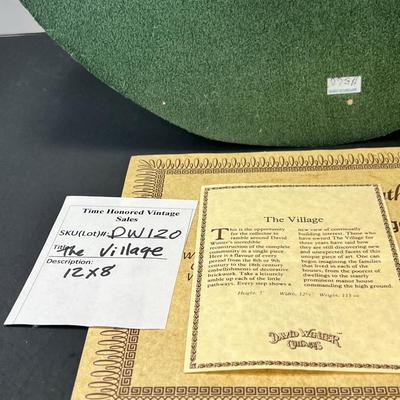 Time Honored Vintage
Sales
SKU(Lot)#: DW120
Title: The Village
Description:
12x8
The Village
This is the opportunity
for the collector to
ramble around David
Winter's incredible
reconstruction of the complete
country in a single piece.
Here is a flavour of every
period from the 8th or 9th
century to the 18th century
embellishments of decorative
brickwork. Take a leisurely
amble each of the little
pathways. Every step shows a
new view of continually
building interest. Those who
have owned The Village for
three years have said how
they are still discovering new
and unexpected facets of this
unique piece of art. One can
begin imagining the families
that lived in each of the
houses, from the poorest of
dwellings to the stately
prominent manor house
commanding the high ground.
DAVID WINTER
COTTAGES